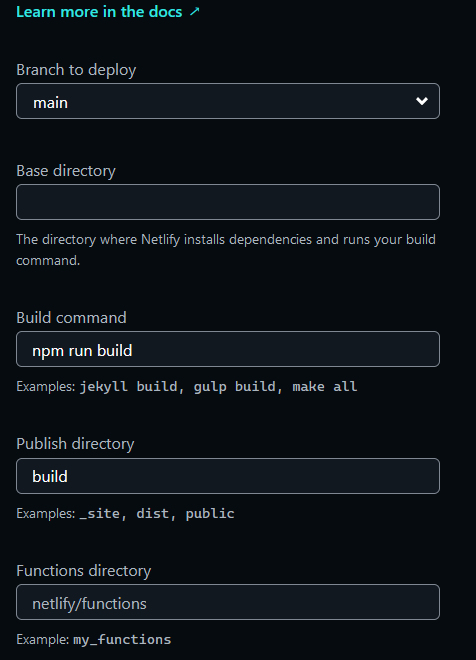 Learn more in the docs ↗
Branch to deploy
main
Base directory
The directory where Netlify installs dependencies and runs your build
command.
Build command
npm run build
Examples: jekyll build, gulp build, make all
Publish directory
build
Examples: _site, dist, public
Functions directory
netlify/functions
Example: my_functions